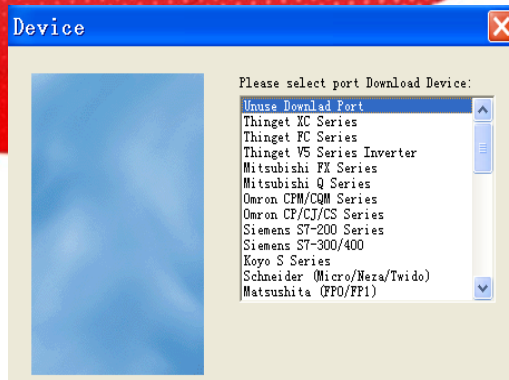 Device
Please select port Download Device:
Unuse Downlad Port
Thinget XC Series
Thinget FC Series
Thinget V5 Series Inverter
Mitsubishi FX Series
Mitsubishi Q Series
Omron CPM/CQM Series
Omron CP/CJ/CS Series
Siemens S7-200 Series
Siemens S7-300/400
Koyo S Series
Schneider (Micro/Neza/Twido)
Matsushita (FP0/FP1)